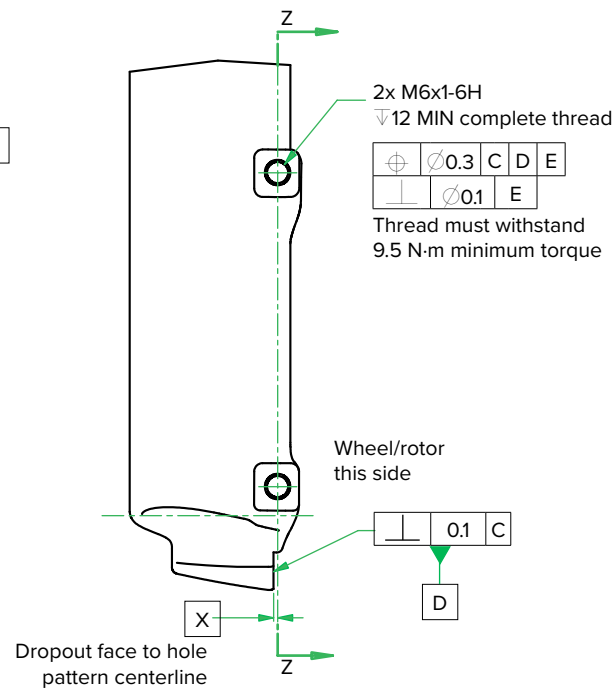 Z
2x M6x1-6H
↧12 MIN complete thread
⌖ ∅0.3 C D E
⊥ ∅0.1 E
Thread must withstand
9.5 N·m minimum torque
Wheel/rotor
this side
⊥ 0.1 C
D
X
Dropout face to hole
pattern centerline
Z